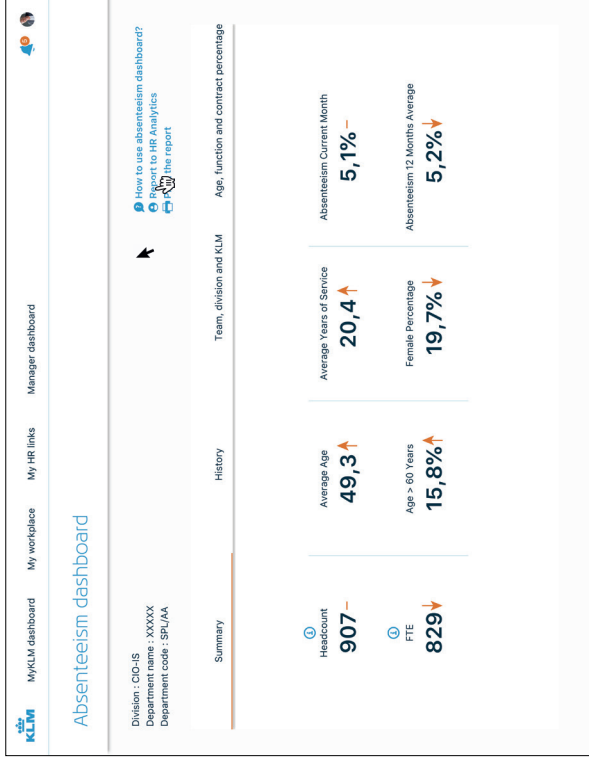 KLM
MyKLM dashboard
My workplace
My HR links
Manager dashboard
5
Absenteeism dashboard
Division : CIO-IS
Department name : XXXXX
Department code : SPL/AA
How to use absenteeism dashboard?
Report to HR Analytics
the report
Summary
History
Team, division and KLM
Age, function and contract percentage
Headcount
907–
Average Age
49,3↑
Average Years of Service
20,4↑
Absenteeism Current Month
5,1%–
FTE
829↓
Age > 60 Years
15,8%↑
Female Percentage
19,7%↓
Absenteeism 12 Months Average
5,2%↓